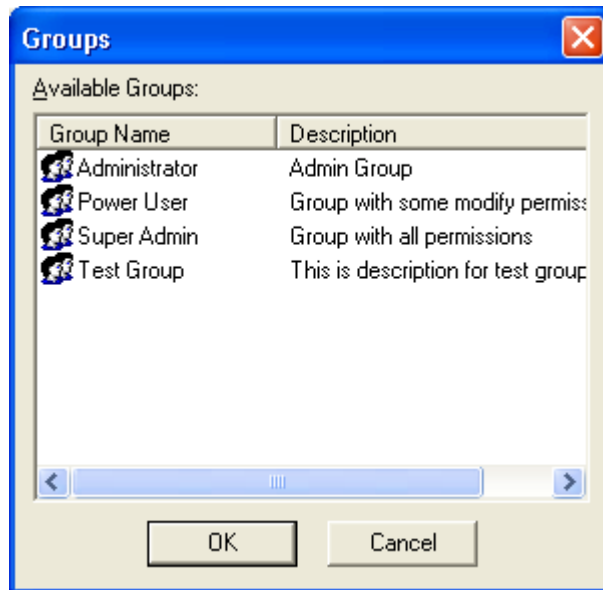 Groups
Available Groups:
Group Name Description
Administrator Admin Group
Power User Group with some modify
Super Admin Group with all permissions
Test Group This is description for test group
OK Cancel